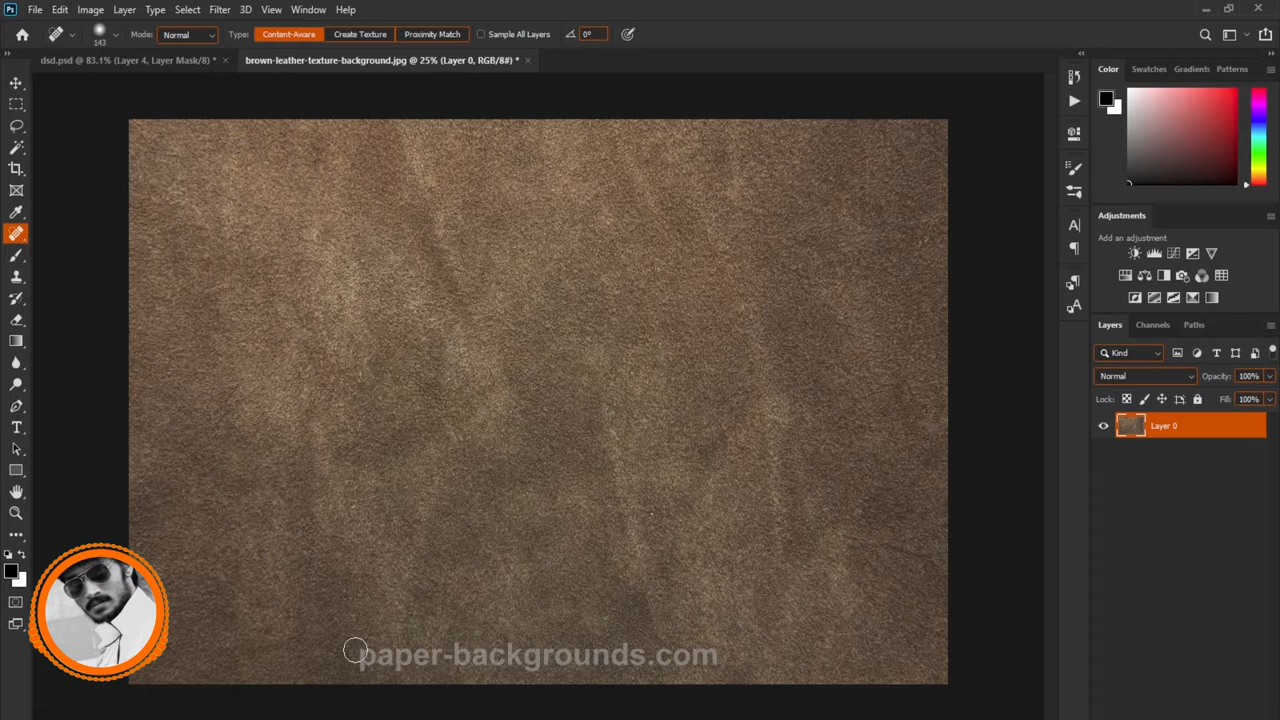 Ps File Edit Image Layer Type Select Filter 3D View Window Help
143 Mode: Normal Type: Content-Aware Create Texture Proximity Match Sample All Layers 0°
dsd.psd @ 83.1% (Layer 4, Layer Mask/8) * × brown-leather-texture-background.jpg @ 25% (Layer 0, RGB/8#) * ×
Color Swatches Gradients Patterns
Adjustments
Add an adjustment
Layers Channels Paths
Kind
Normal Opacity: 100%
Lock: Fill: 100%
Layer 0
paper-backgrounds.com